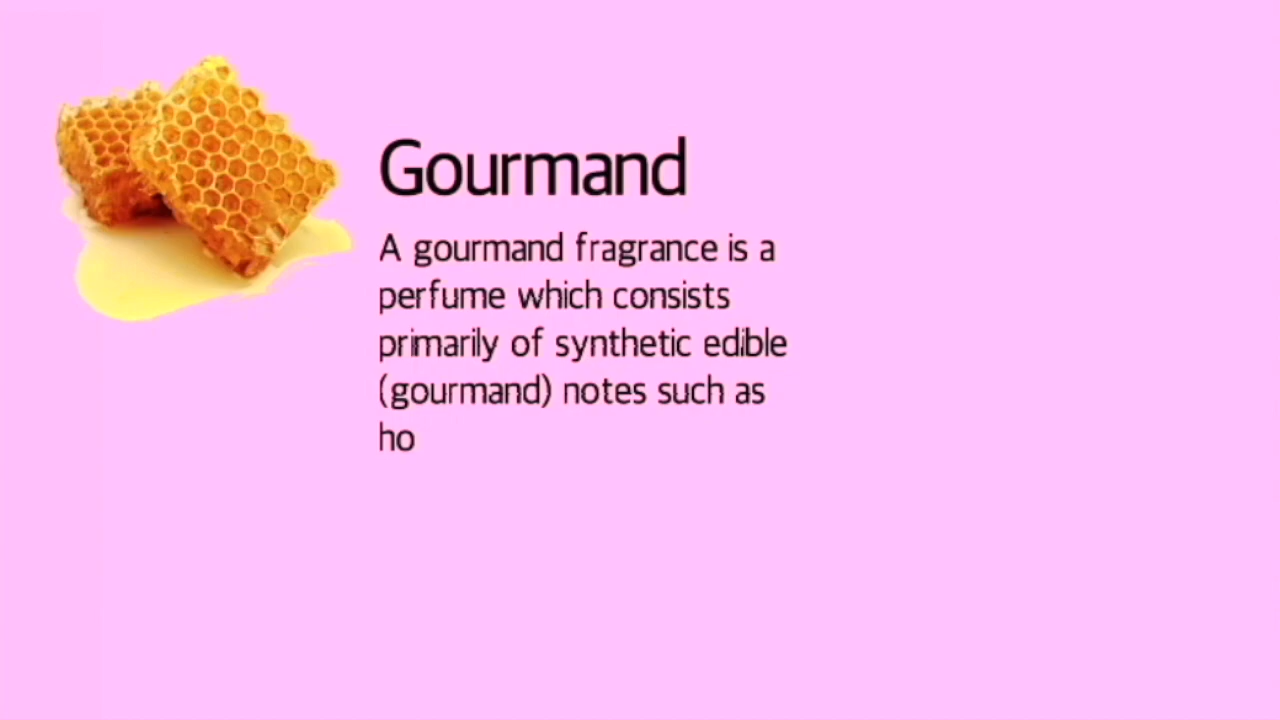 Gourmand
A gourmand fragrance is a
perfume which consists
primarily of synthetic edible
(gourmand) notes such as
ho